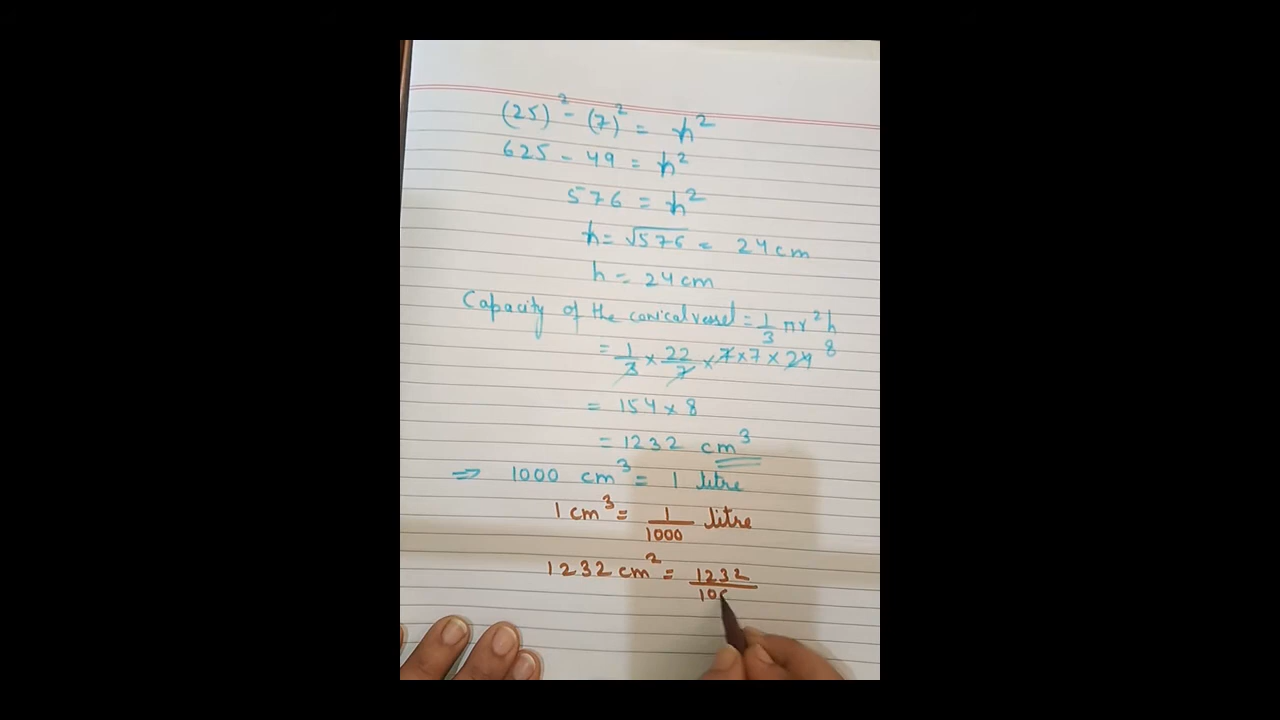 (25)² - (7)² = h²
625 - 49 = h²
576 = h²
h = √576 = 24 cm
h = 24 cm
Capacity of the conical vessel = 1/3 πr²h
= 1/3 × 22/7 × 7 × 7 × 24 8
= 154 × 8
= 1232 cm³
⇒ 1000 cm³ = 1 litre
1 cm³ = 1/1000 litre
1232 cm² = 1232/100